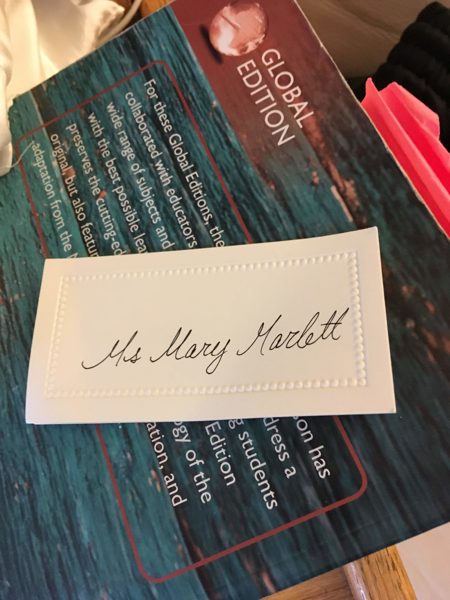 GLOBAL
EDITION
For these Global Editions, the
collaborated with educators
wide range of subjects and
with the best possible lea
preserves the cutting-ed
original, but also featur
adaptation from the
Ms Mary Marlett
son has
dress a
g students
Edition
ogy of the
ation, and